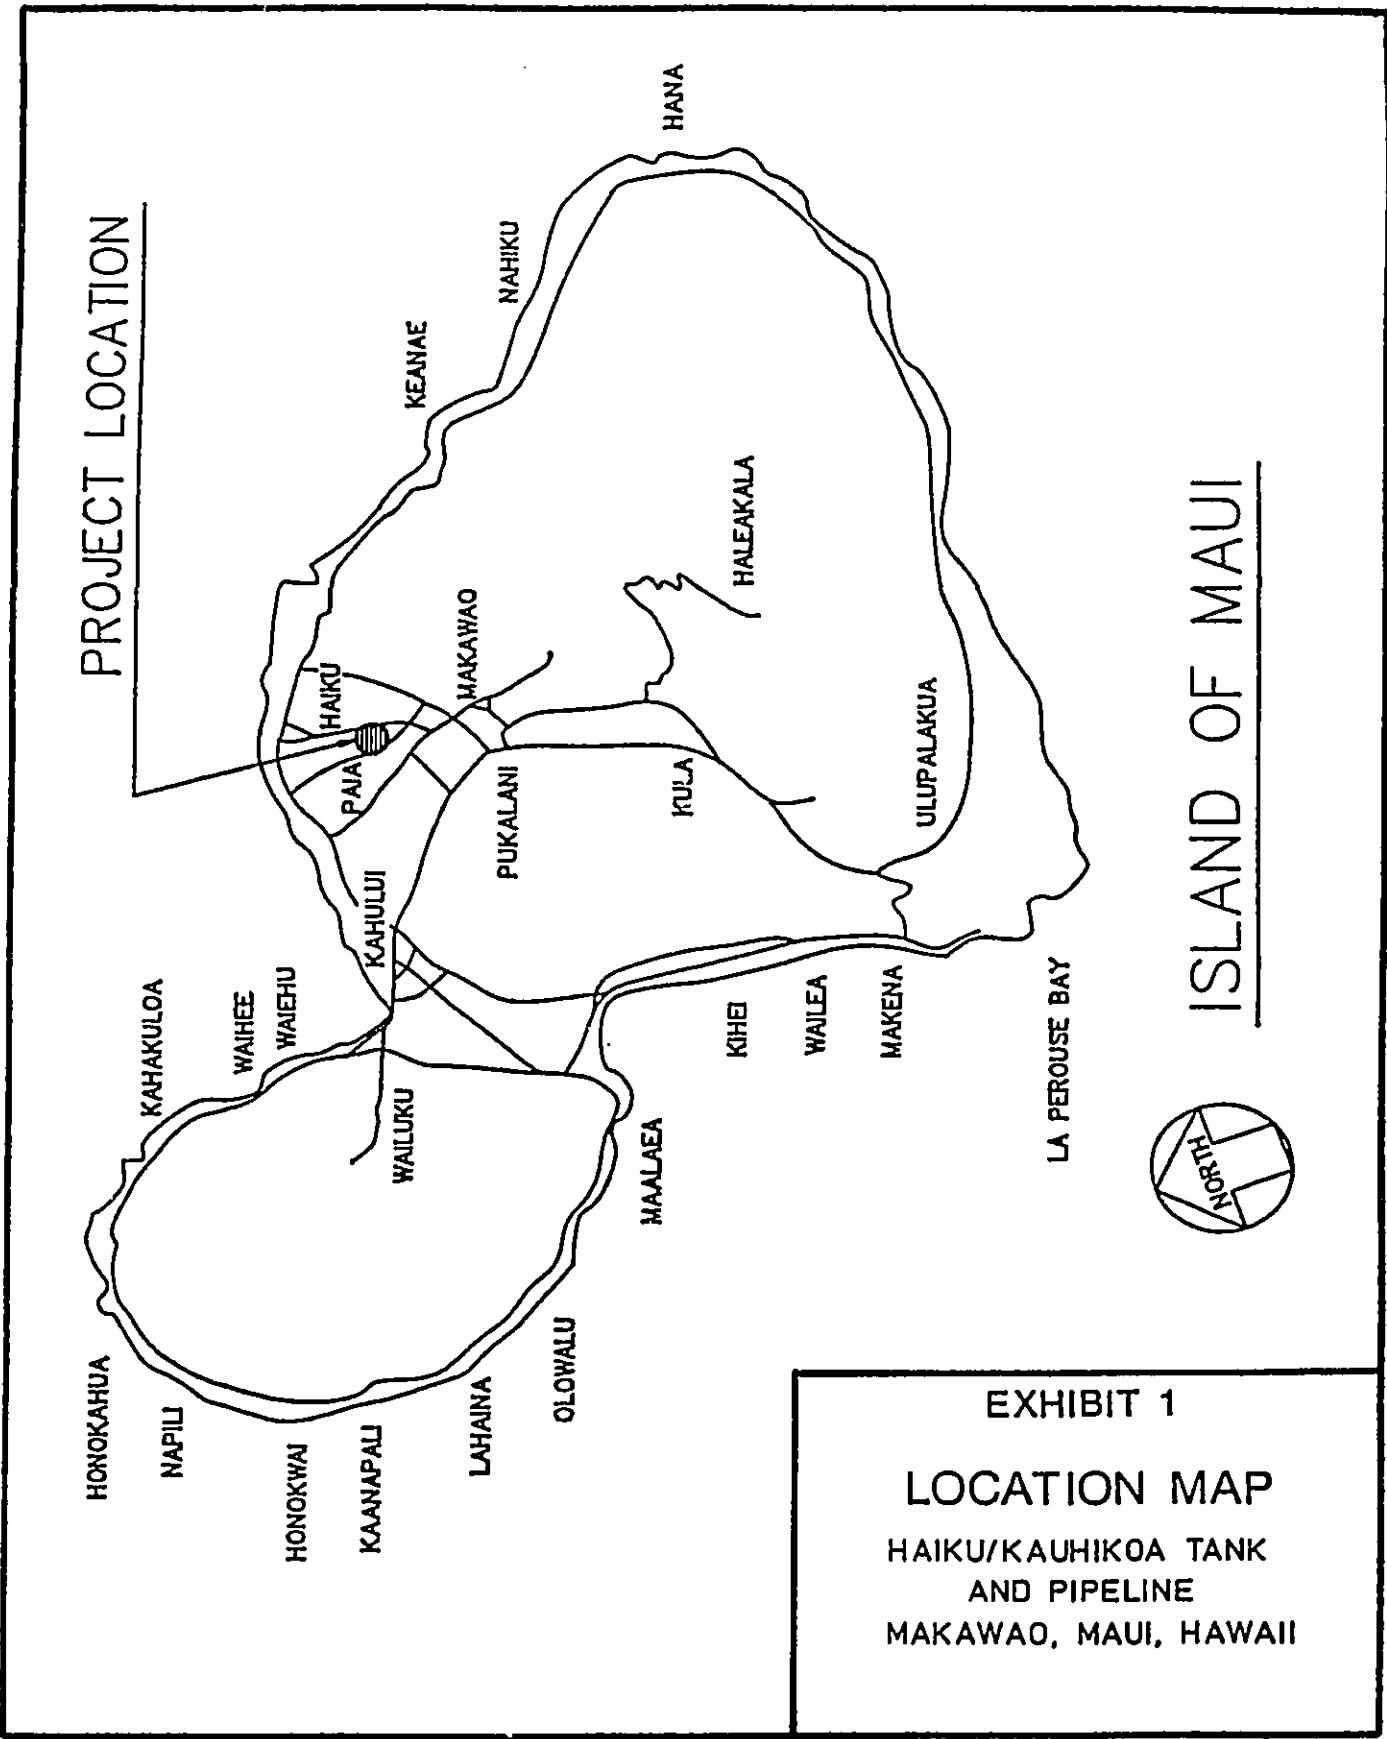 PROJECT LOCATION
HANA
NAHIKU
KEANAE
HALEAKALA
MAKAWAO
HAIKU
PAIA
PUKALANI
KULA
ULUPALAKUA
KAHULUI
KAHAKULOA
WAIHEE
WAIEHU
WAILUKU
KIHEI
WAILEA
MAKENA
LA PEROUSE BAY
MAALAEA
HONOKAHUA
NAPILI
HONOKWAI
KAANAPALI
LAHAINA
OLOWALU
ISLAND OF MAUI
NORTH
EXHIBIT 1
LOCATION MAP
HAIKU/KAUHIKOA TANK
AND PIPELINE
MAKAWAO, MAUI, HAWAII